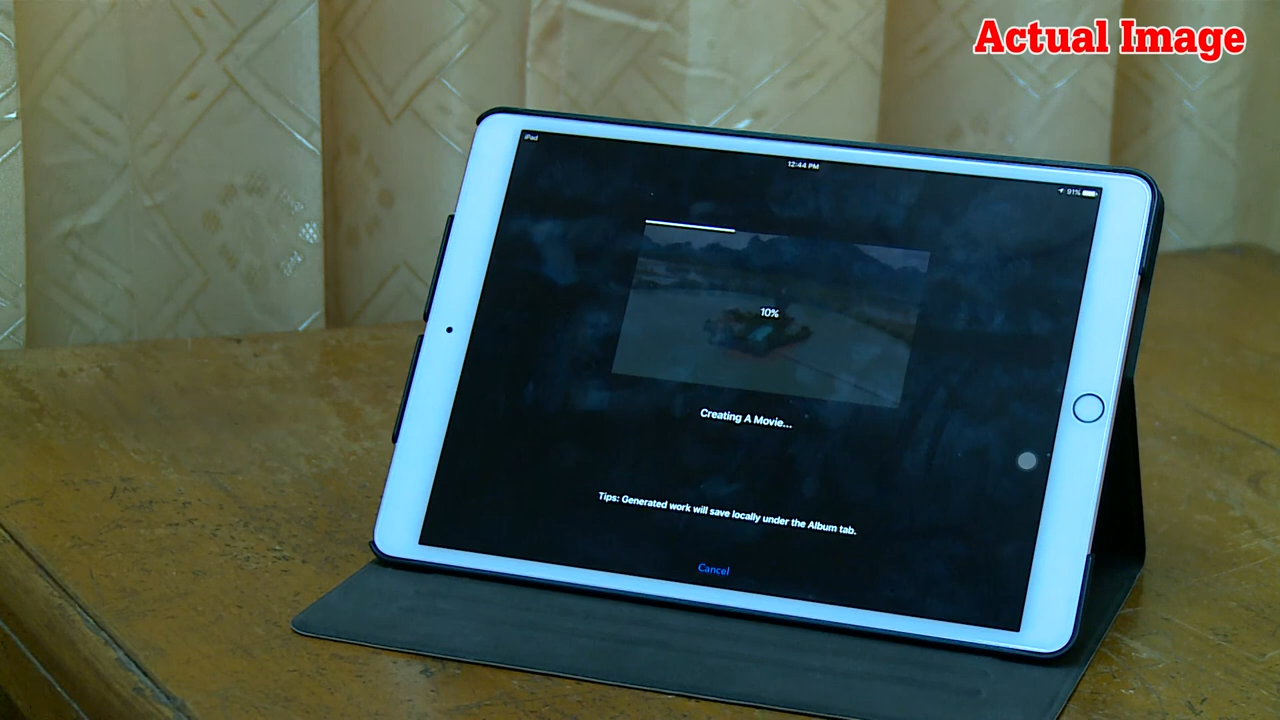 Actual Image
iPad
12:44 PM
91%
10%
Creating A Movie...
Tips: Generated work will save locally under the Album tab.
Cancel